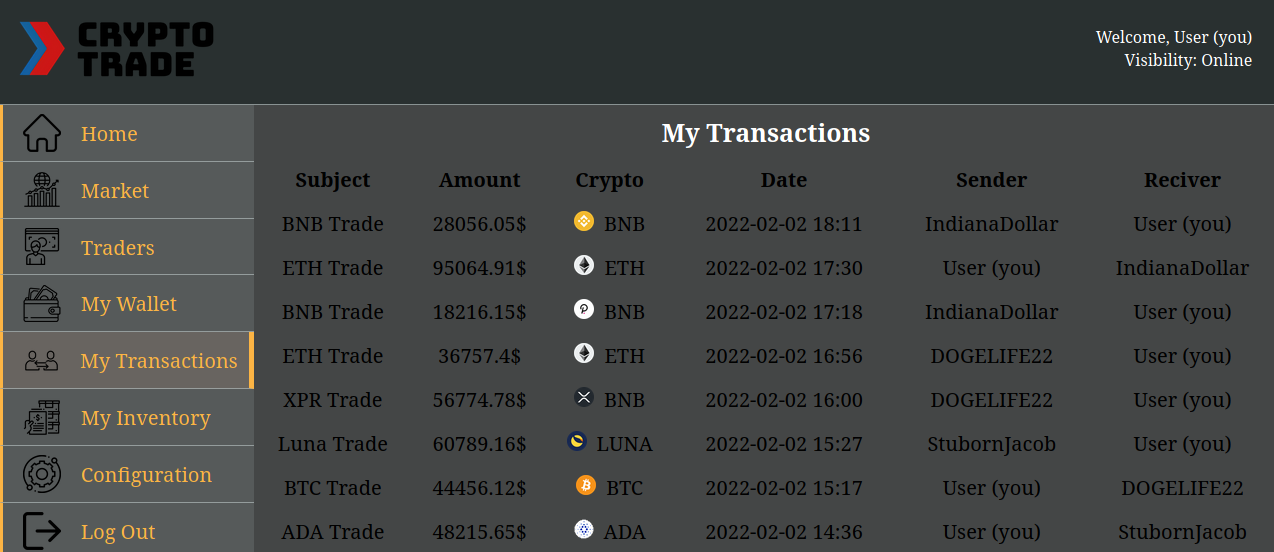 CRYPTO
TRADE
Welcome, User (you)
Visibility: Online
Home
Market
Traders
My Wallet
My Transactions
My Inventory
Configuration
Log Out
My Transactions
Subject Amount Crypto Date Sender Reciver
BNB Trade 28056.05$ BNB 2022-02-02 18:11 IndianaDollar User (you)
ETH Trade 95064.91$ ETH 2022-02-02 17:30 User (you) IndianaDollar
BNB Trade 18216.15$ BNB 2022-02-02 17:18 IndianaDollar User (you)
ETH Trade 36757.4$ ETH 2022-02-02 16:56 DOGELIFE22 User (you)
XPR Trade 56774.78$ BNB 2022-02-02 16:00 DOGELIFE22 User (you)
Luna Trade 60789.16$ LUNA 2022-02-02 15:27 StubornJacob User (you)
BTC Trade 44456.12$ BTC 2022-02-02 15:17 User (you) DOGELIFE22
ADA Trade 48215.65$ ADA 2022-02-02 14:36 User (you) StubornJacob